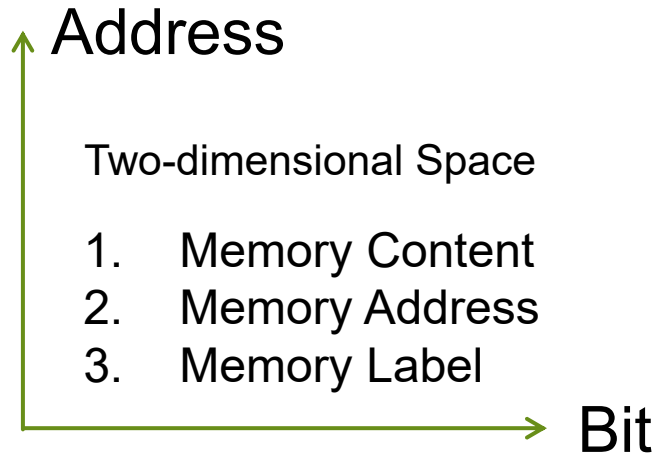 Address
Two-dimensional Space
1. Memory Content
2. Memory Address
3. Memory Label
Bit